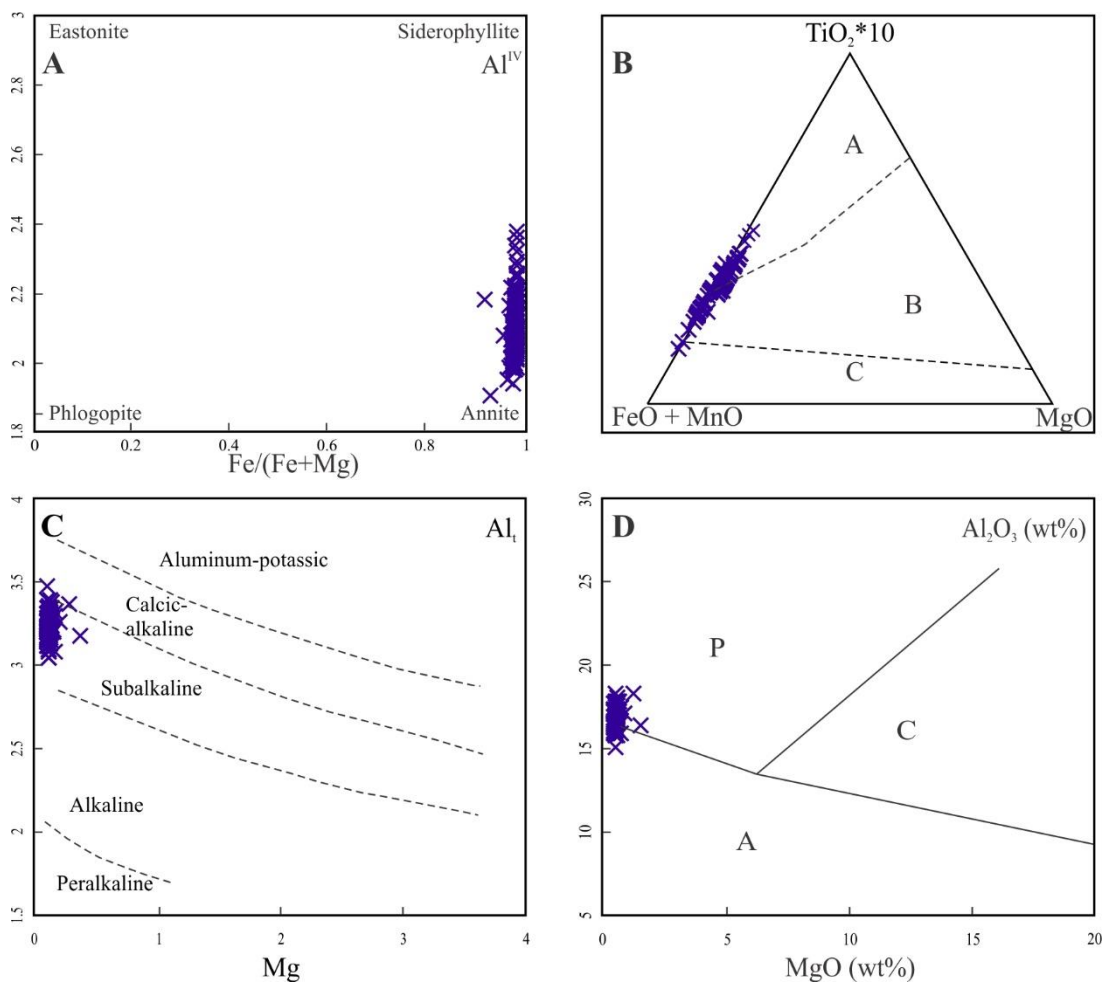 Eastonite Siderophyllite
A Al^IV
Phlogopite Annite
3
2.8
2.6
2.4
2.2
2
1.8
0 0.2 0.4 0.6 0.8 1
Fe/(Fe+Mg)
TiO₂*10
B
A
B
C
FeO + MnO MgO
C Al_t
Aluminum-potassic
Calcic-
alkaline
Subalkaline
Alkaline
Peralkaline
4
3.5
3
2.5
2
1.5
0 1 2 3 4
Mg
D Al₂O₃ (wt%)
P
C
A
30
25
20
15
10
5
0 5 10 15 20
MgO (wt%)